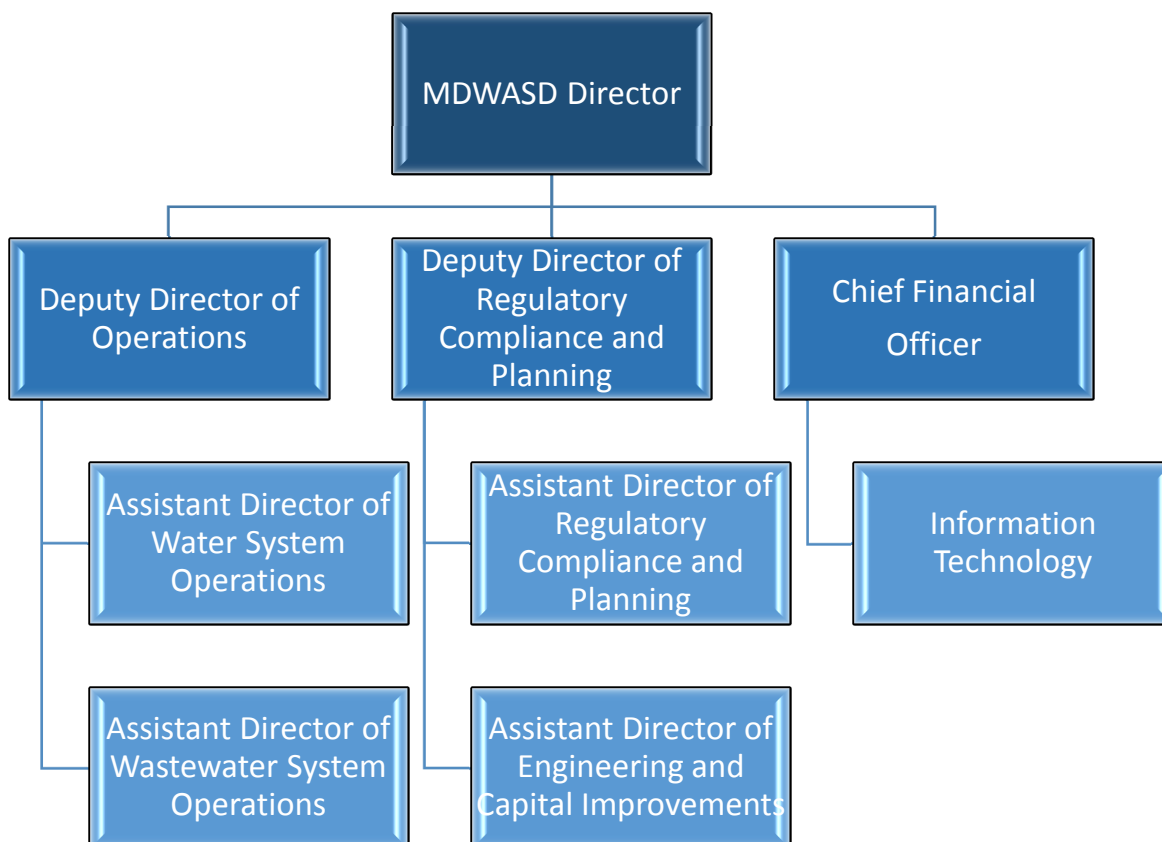 MDWASD Director
Deputy Director of
Operations
Deputy Director of
Regulatory
Compliance and
Planning
Chief Financial
Officer
Assistant Director of
Water System
Operations
Assistant Director of
Regulatory
Compliance and
Planning
Information
Technology
Assistant Director of
Wastewater System
Operations
Assistant Director of
Engineering and
Capital Improvements